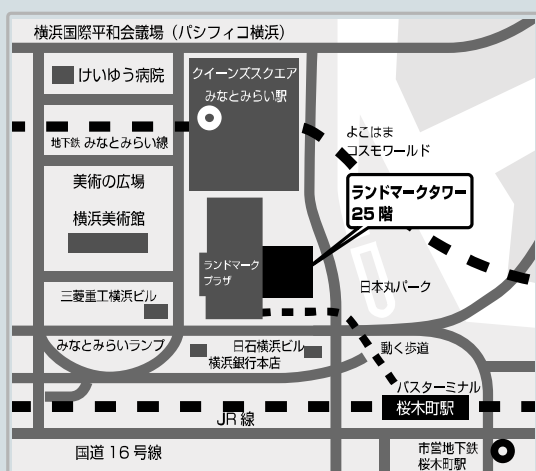 横浜国際平和会議場（パシフィコ横浜）
けいゆう病院
クイーンズスクエア
みなとみらい駅
地下鉄 みなとみらい線
よこはま
コスモワールド
美術の広場
横浜美術館
ランドマークタワー
25 階
ランドマーク
プラザ
三菱重工横浜ビル
日本丸パーク
みなとみらいランプ
日石横浜ビル
横浜銀行本店
動く歩道
バスターミナル
桜木町駅
JR 線
国道 16 号線
市営地下鉄
桜木町駅